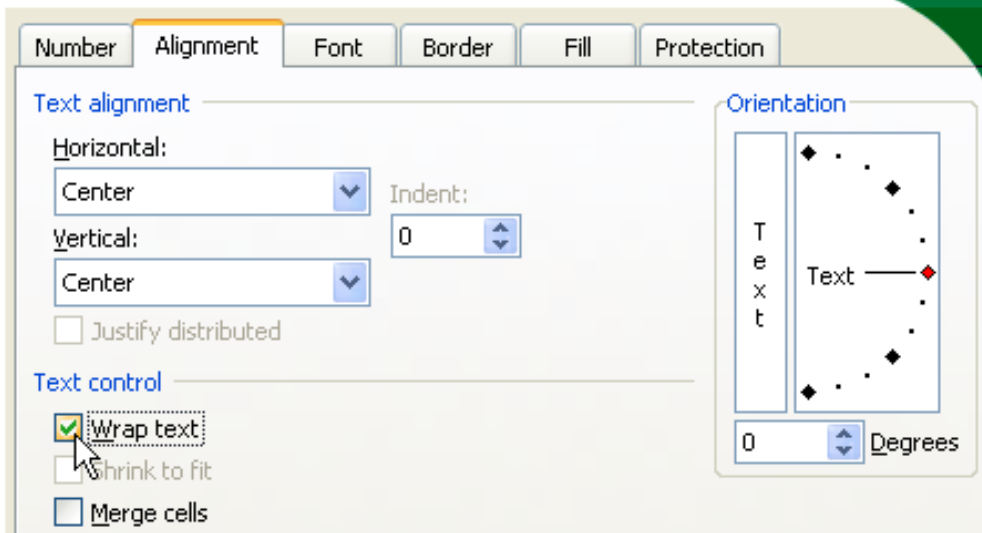 Number Alignment Font Border Fill Protection
Text alignment
Horizontal:
Center
Indent:
0
Vertical:
Center
Justify distributed
Text control
Wrap text
Shrink to fit
Merge cells
Orientation
Text
Text
0 Degrees